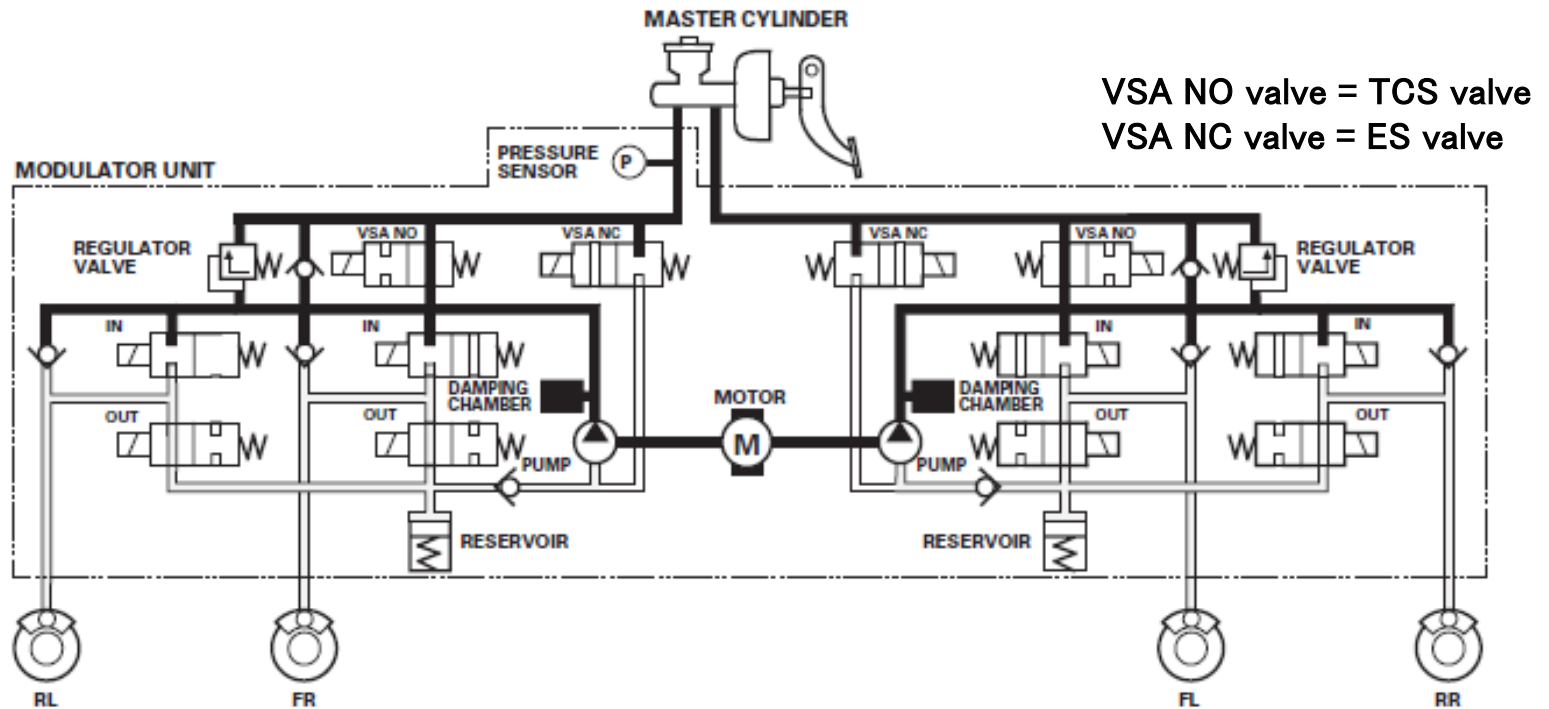 MASTER CYLINDER
VSA NO valve = TCS valve
VSA NC valve = ES valve
PRESSURE
SENSOR
P
MODULATOR UNIT
REGULATOR
VALVE
VSA NO
VSA NC
VSA NC
VSA NO
REGULATOR
VALVE
IN
IN
IN
IN
DAMPING
CHAMBER
MOTOR
DAMPING
CHAMBER
OUT
OUT
OUT
OUT
M
PUMP
PUMP
RESERVOIR
RESERVOIR
RL
FR
FL
RR